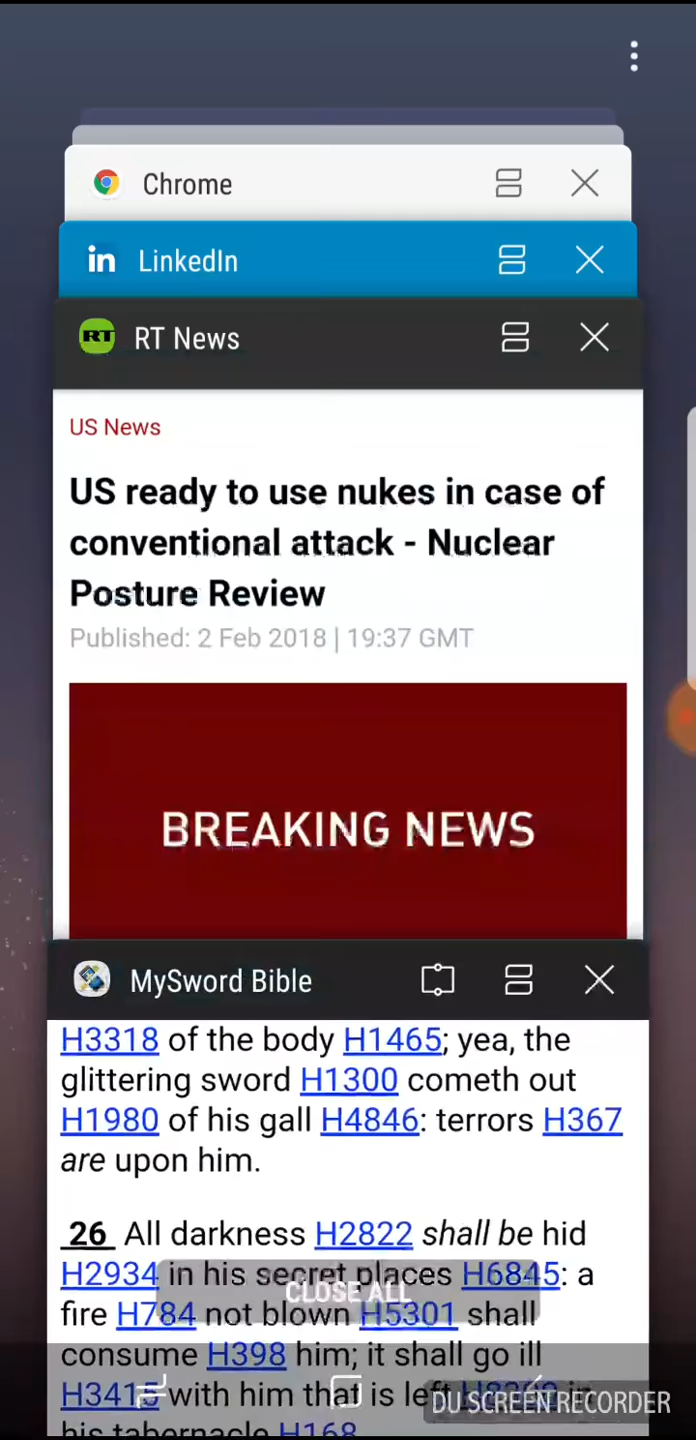 Chrome
LinkedIn
RT News
US News
US ready to use nukes in case of
conventional attack - Nuclear
Posture Review
Published: 2 Feb 2018 | 19:37 GMT
BREAKING NEWS
MySword Bible
H3318 of the body H1465; yea, the
glittering sword H1300 cometh out
H1980 of his gall H4846: terrors H367
are upon him.
26 All darkness H2822 shall be hid
H2934 in his secret places H6845: a
CLOSE ALL
fire H784 not blown H5301 shall
consume H398 him; it shall go ill
H3415 with him that is left in
DU SCREEN RECORDER
his tabernacle H168